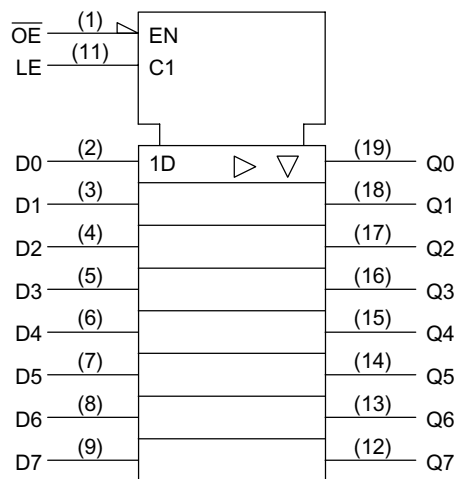 O̅E̅ (1) EN
LE (11) C1
D0 (2) 1D (19) Q0
D1 (3) (18) Q1
D2 (4) (17) Q2
D3 (5) (16) Q3
D4 (6) (15) Q4
D5 (7) (14) Q5
D6 (8) (13) Q6
D7 (9) (12) Q7